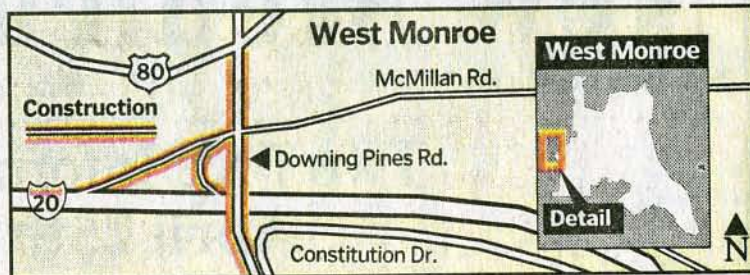 West Monroe
80
McMillan Rd.
West Monroe
Construction
Downing Pines Rd.
20
Detail
Constitution Dr.
N